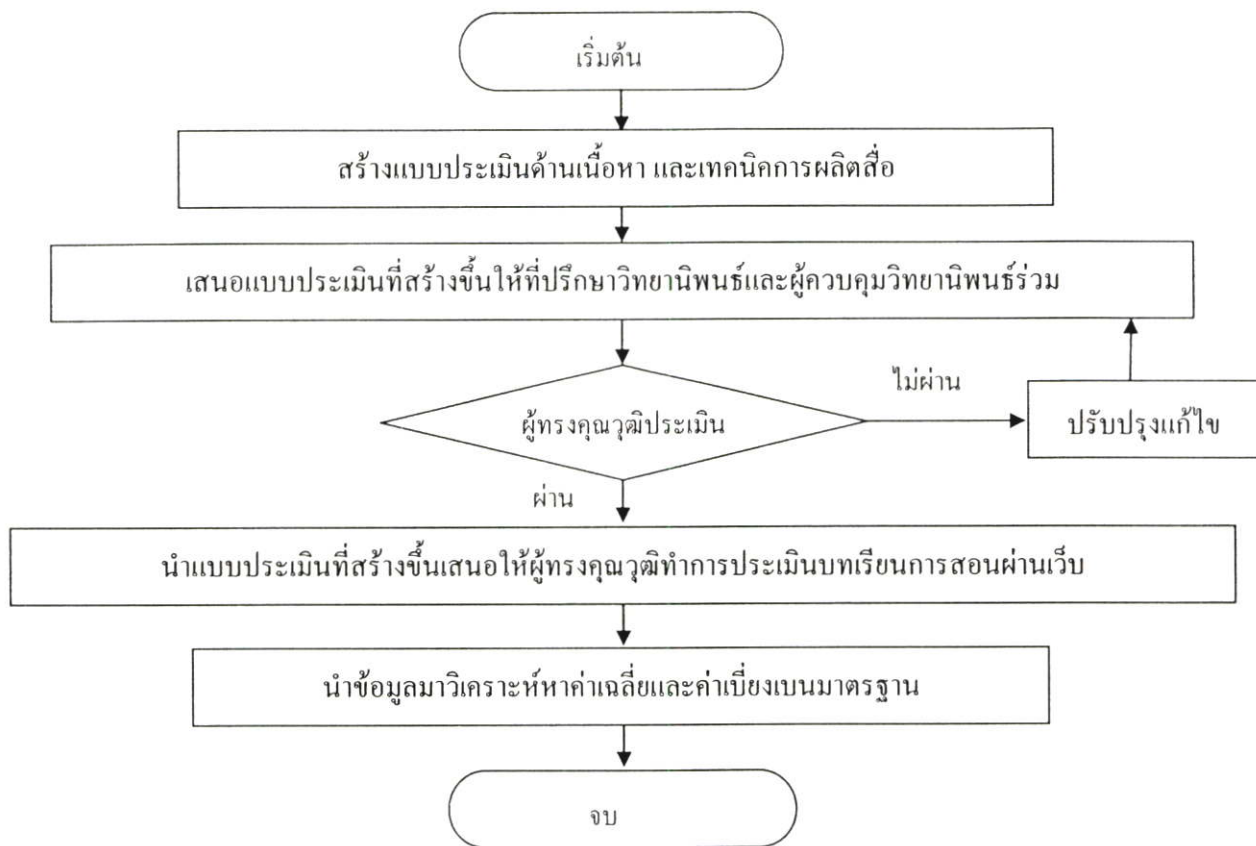 เริ่มต้น
สร้างแบบประเมินด้านเนื้อหา และเทคนิคการผลิตสื่อ
เสนอแบบประเมินที่สร้างขึ้นให้ที่ปรึกษาวิทยานิพนธ์และผู้ควบคุมวิทยานิพนธ์ร่วม
ไม่ผ่าน
ผู้ทรงคุณวุฒิประเมิน
ปรับปรุงแก้ไข
ผ่าน
นำแบบประเมินที่สร้างขึ้นเสนอให้ผู้ทรงคุณวุฒิทำการประเมินบทเรียนการสอนผ่านเว็บ
นำข้อมูลมาวิเคราะห์หาค่าเฉลี่ยและค่าเบี่ยงเบนมาตรฐาน
จบ